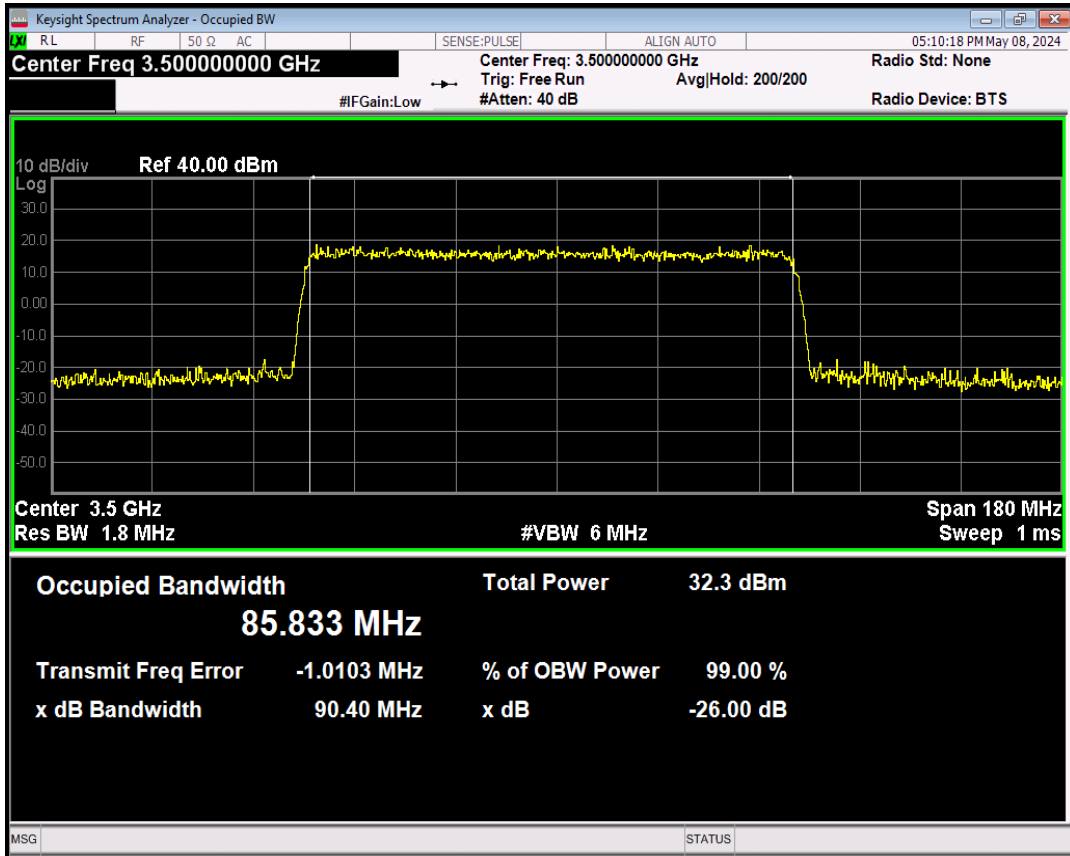 Keysight Spectrum Analyzer - Occupied BW
LXI RL RF 50 Ω AC SENSE:PULSE ALIGN AUTO 05:10:18 PM May 08, 2024
Center Freq 3.500000000 GHz Center Freq: 3.500000000 GHz Radio Std: None
Trig: Free Run Avg|Hold: 200/200
#IFGain:Low #Atten: 40 dB Radio Device: BTS
10 dB/div Ref 40.00 dBm
Log
30.0
20.0
10.0
0.00
-10.0
-20.0
-30.0
-40.0
-50.0
Center 3.5 GHz Span 180 MHz
Res BW 1.8 MHz #VBW 6 MHz Sweep 1 ms
Occupied Bandwidth Total Power 32.3 dBm
85.833 MHz
Transmit Freq Error -1.0103 MHz % of OBW Power 99.00 %
x dB Bandwidth 90.40 MHz x dB -26.00 dB
MSG STATUS